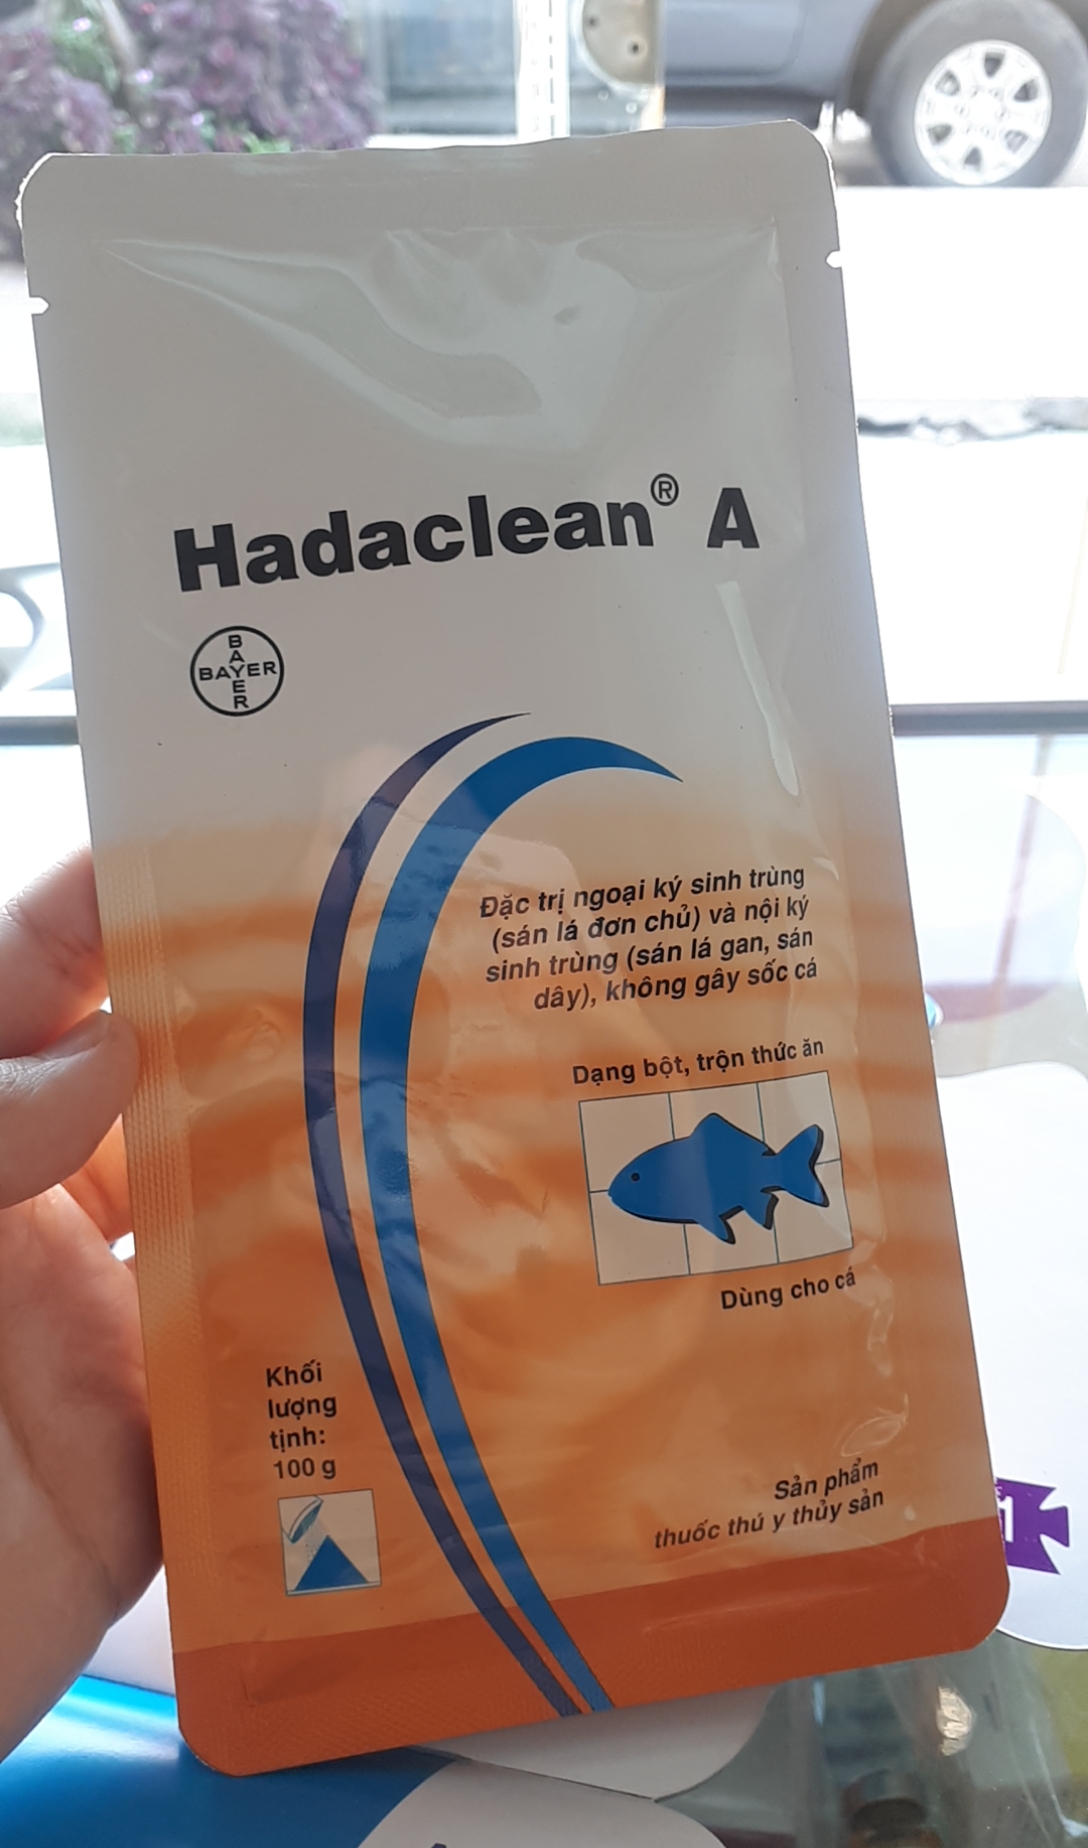 Hadaclean® A
BAYER
BAYER
Đặc trị ngoại ký sinh trùng
(sán lá đơn chủ) và nội ký
sinh trùng (sán lá gan, sán
dây), không gây sốc cá
Dạng bột, trộn thức ăn
Dùng cho cá
Khối
lượng
tịnh:
100 g
Sản phẩm
thuốc thú y thủy sản